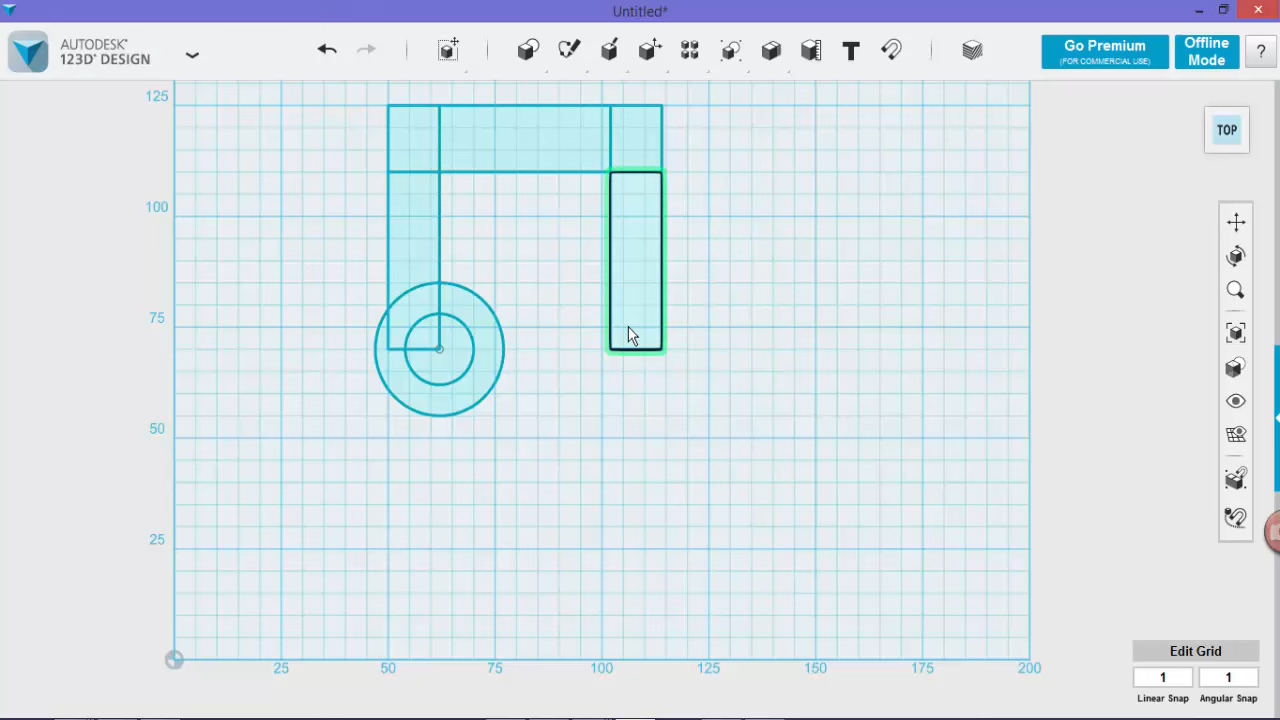 Untitled*
AUTODESK®
123D® DESIGN
Go Premium
(FOR COMMERCIAL USE)
Offline
Mode
?
T
TOP
125
100
75
50
25
25 50 75 100 125 150 175 200
Edit Grid
1 1
Linear Snap Angular Snap